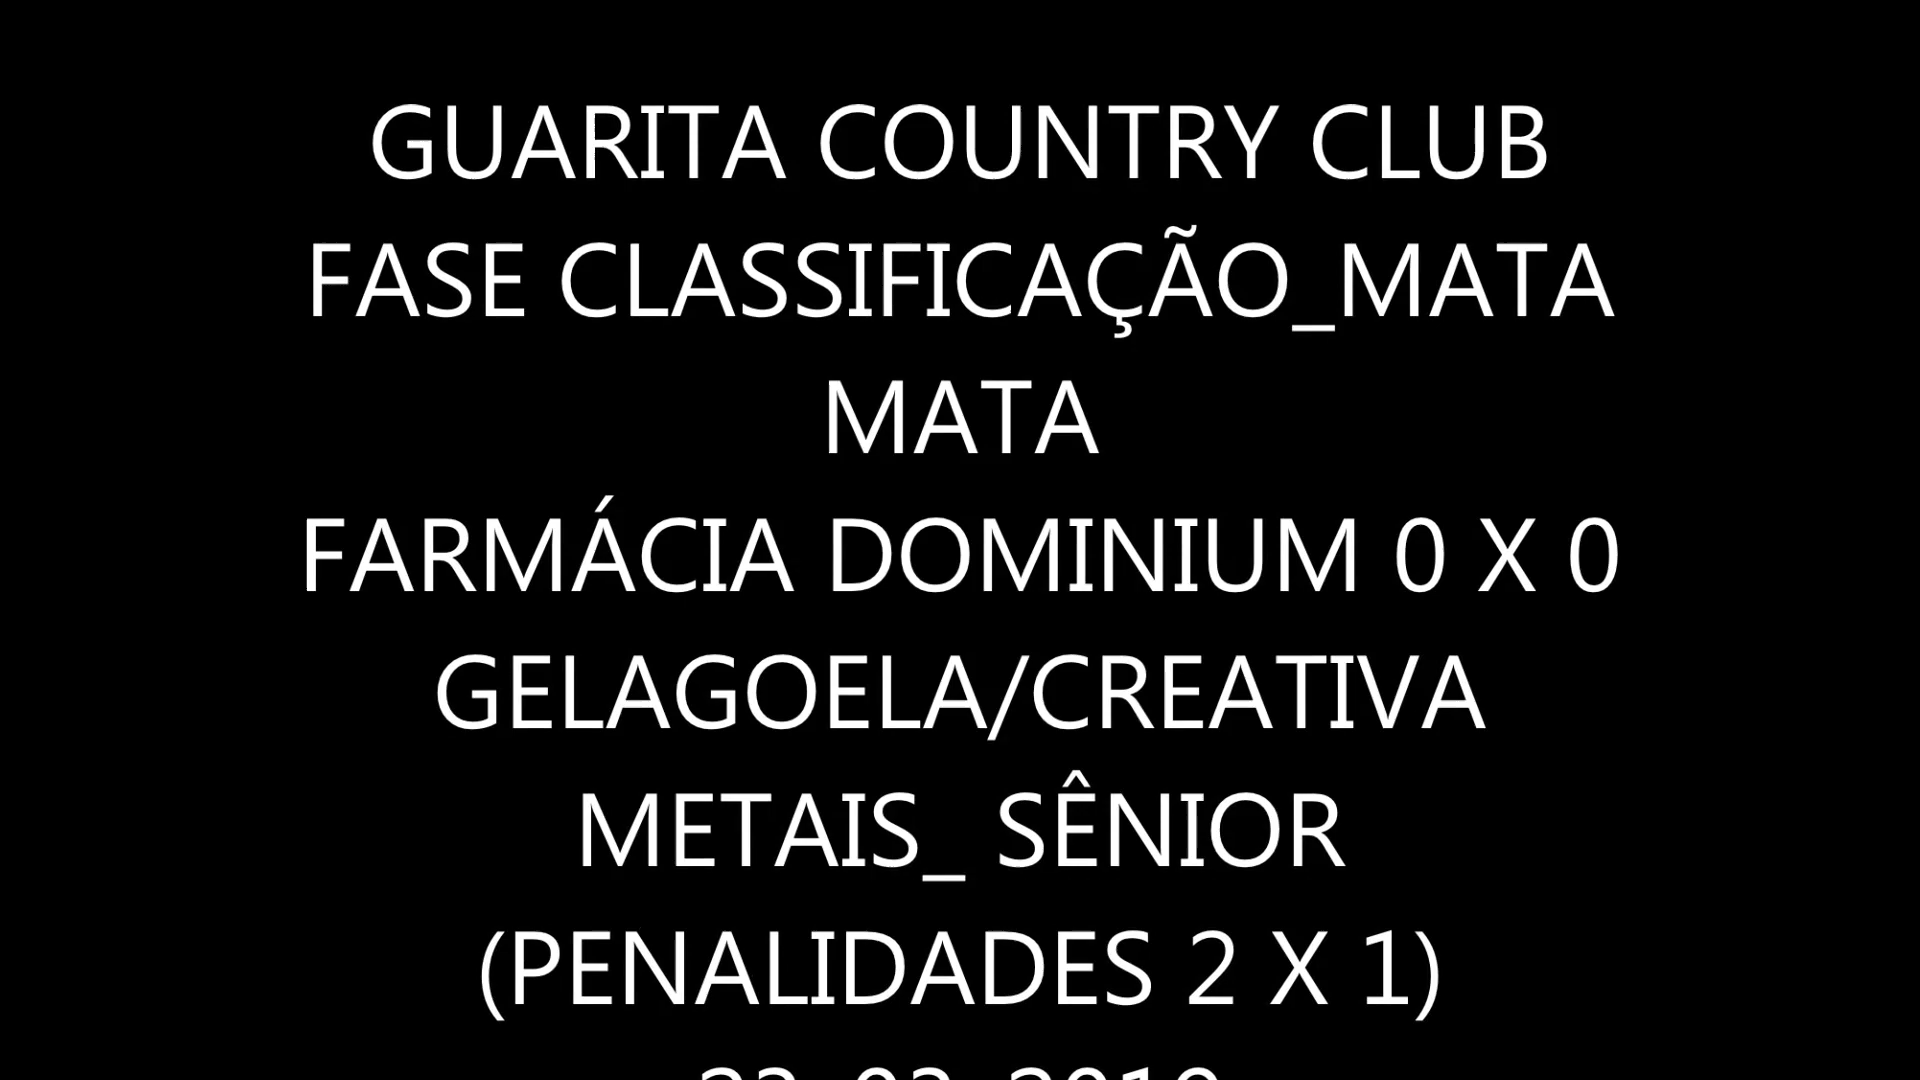 GUARITA COUNTRY CLUB
FASE CLASSIFICAÇÃO_MATA
MATA
FARMÁCIA DOMINIUM 0 X 0
GELAGOELA/CREATIVA
METAIS_ SÊNIOR
(PENALIDADES 2 X 1)